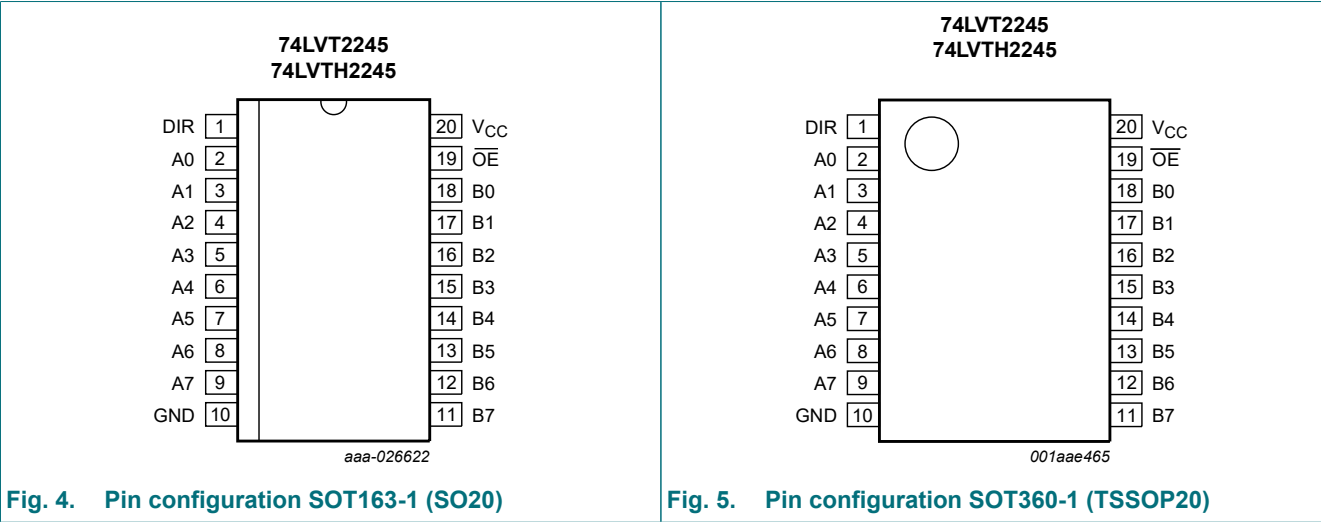 74LVT2245
74LVTH2245
DIR 1 20 VCC
A0 2 19 O̅E̅
A1 3 18 B0
A2 4 17 B1
A3 5 16 B2
A4 6 15 B3
A5 7 14 B4
A6 8 13 B5
A7 9 12 B6
GND 10 11 B7
aaa-026622
Fig. 4. Pin configuration SOT163-1 (SO20)
74LVT2245
74LVTH2245
DIR 1 20 VCC
A0 2 19 O̅E̅
A1 3 18 B0
A2 4 17 B1
A3 5 16 B2
A4 6 15 B3
A5 7 14 B4
A6 8 13 B5
A7 9 12 B6
GND 10 11 B7
001aae465
Fig. 5. Pin configuration SOT360-1 (TSSOP20)